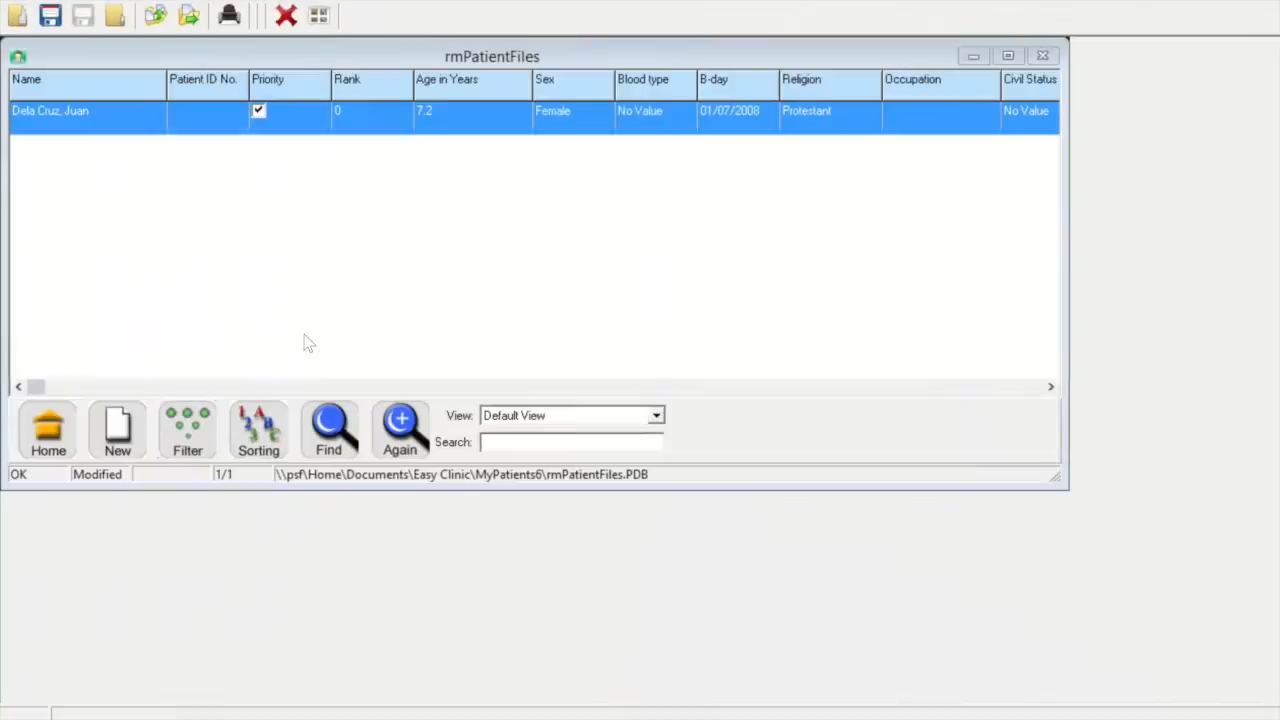 rmPatientFiles
Name Patient ID No. Priority Rank Age in Years Sex Blood type B-day Religion Occupation Civil Status
Dela Cruz, Juan 0 7.2 Female No Value 01/07/2008 Protestant No Value
View: Default View
Search:
Home New Filter Sorting Find Again
OK Modified 1/1 \\psf\Home\Documents\Easy Clinic\MyPatients6\rmPatientFiles.PDB